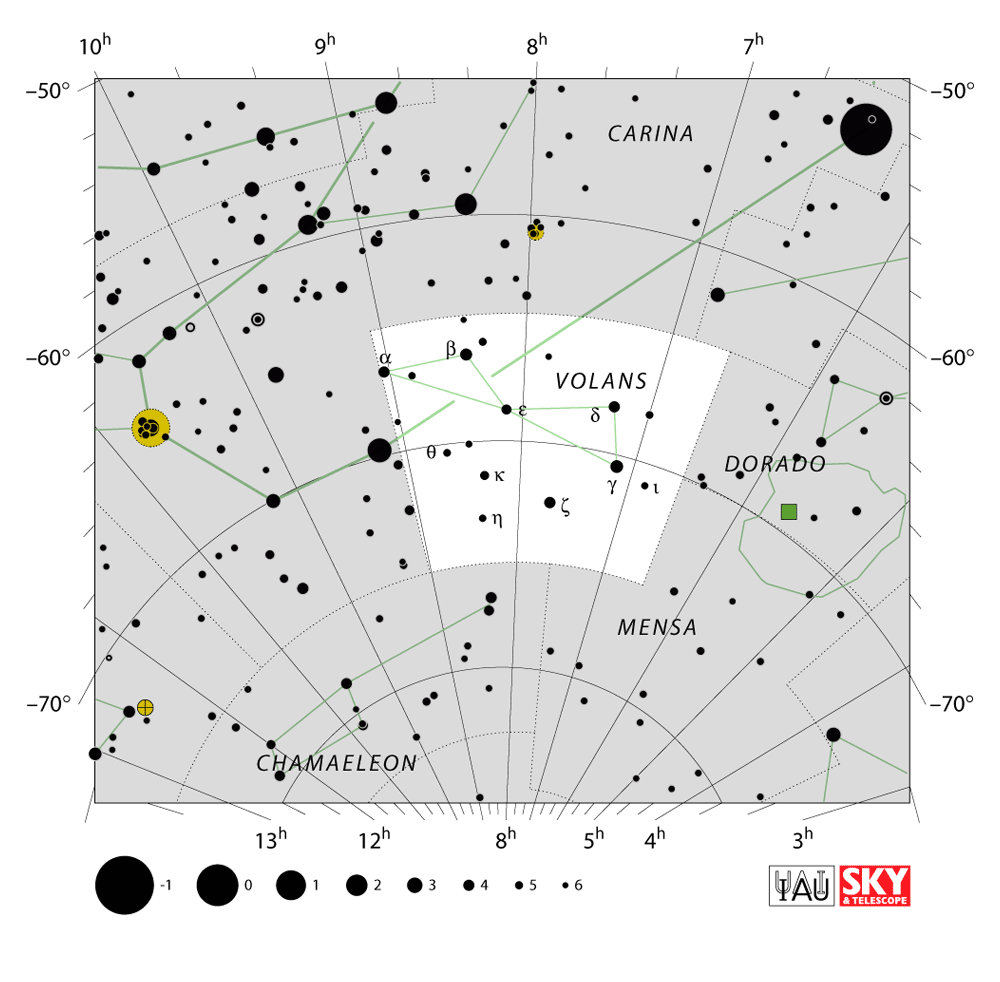 10h 9h 8h 7h
–50° –50°
CARINA
–60° –60°
α β
VOLANS
ε δ
DORADO
θ κ γ ι
η ζ
MENSA
–70° –70°
CHAMAELEON
13h 12h 8h 5h 4h 3h
-1 0 1 2 3 4 5 6
IAU SKY
& TELESCOPE